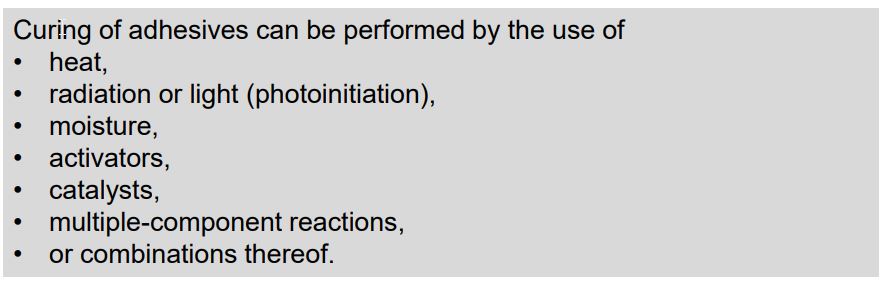 Curing of adhesives can be performed by the use of
• heat,
• radiation or light (photoinitiation),
• moisture,
• activators,
• catalysts,
• multiple-component reactions,
• or combinations thereof.